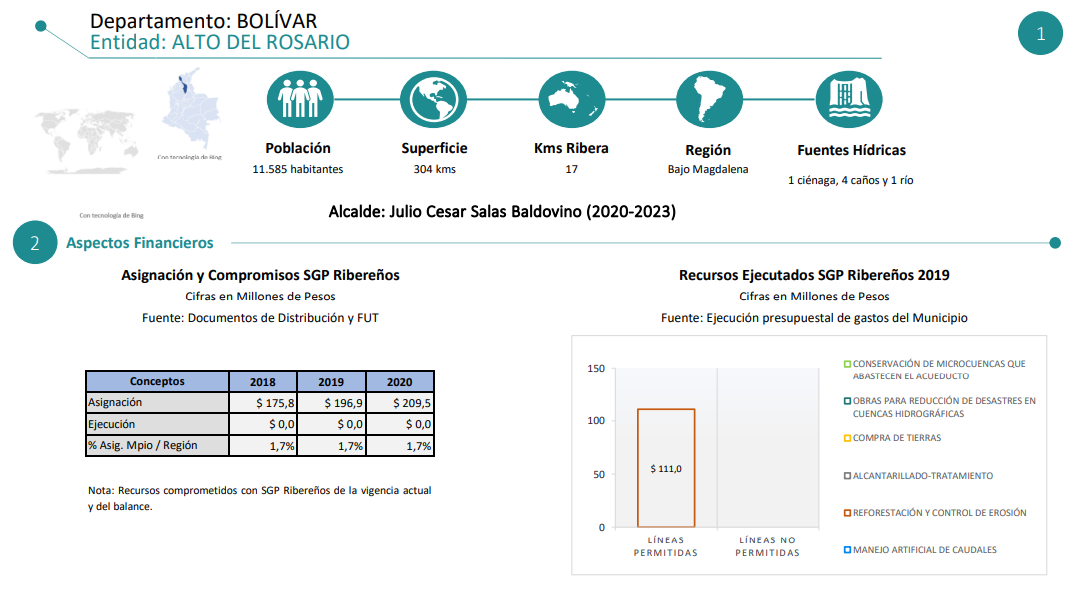 Departamento: BOLÍVAR
Entidad: ALTO DEL ROSARIO
1
Con tecnología de Bing
Población
11.585 habitantes
Superficie
304 kms
Kms Ribera
17
Región
Bajo Magdalena
Fuentes Hídricas
1 ciénaga, 4 caños y 1 río
Con tecnología de Bing
Alcalde: Julio Cesar Salas Baldovino (2020-2023)
2
Aspectos Financieros
Asignación y Compromisos SGP Ribereños
Cifras en Millones de Pesos
Fuente: Documentos de Distribución y FUT
Conceptos 2018 2019 2020
Asignación $ 175,8 $ 196,9 $ 209,5
Ejecución $ 0,0 $ 0,0 $ 0,0
% Asig. Mpio / Región 1,7% 1,7% 1,7%
Nota: Recursos comprometidos con SGP Ribereños de la vigencia actual
y del balance.
Recursos Ejecutados SGP Ribereños 2019
Cifras en Millones de Pesos
Fuente: Ejecución presupuestal de gastos del Municipio
150
100
50
0
$ 111,0
LÍNEAS
PERMITIDAS
LÍNEAS NO
PERMITIDAS
CONSERVACIÓN DE MICROCUENCAS QUE
ABASTECEN EL ACUEDUCTO
OBRAS PARA REDUCCIÓN DE DESASTRES EN
CUENCAS HIDROGRÁFICAS
COMPRA DE TIERRAS
ALCANTARILLADO-TRATAMIENTO
REFORESTACIÓN Y CONTROL DE EROSIÓN
MANEJO ARTIFICIAL DE CAUDALES